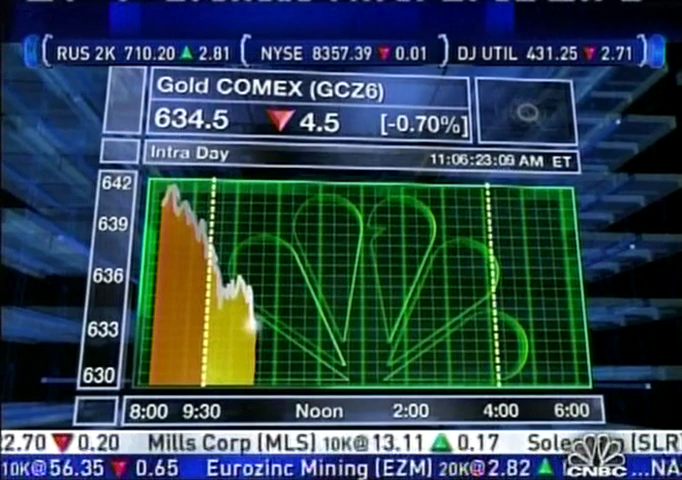 RUS 2K 710.20 ▲ 2.81 NYSE 8357.39 ▼ 0.01 DJ UTIL 431.25 ▼ 2.71
Gold COMEX (GCZ6)
634.5 ▼ 4.5 [-0.70%]
Intra Day 11:06:23:09 AM ET
642
639
636
633
630
8:00 9:30 Noon 2:00 4:00 6:00
2.70 ▼ 0.20 Mills Corp (MLS) 10K@13.11 ▲ 0.17 (SLR)
10K@56.35 ▼ 0.65 Eurozinc Mining (EZM) 20K@2.82 ▲ ...NA
CNBC